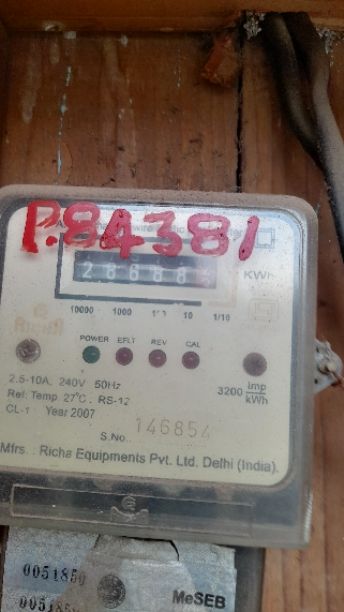 P.84381
286885
KWh
10000 1000 10 1/10
POWER EFLT REV CAL
2.5-10A, 240V 50Hz
Ref. Temp. 27°C. RS-12
3200 imp/kWh
CL-1 Year 2007
S.No. 146854
Mfrs. : Richa Equipments Pvt. Ltd. Delhi (India).
0051850
MeSEB